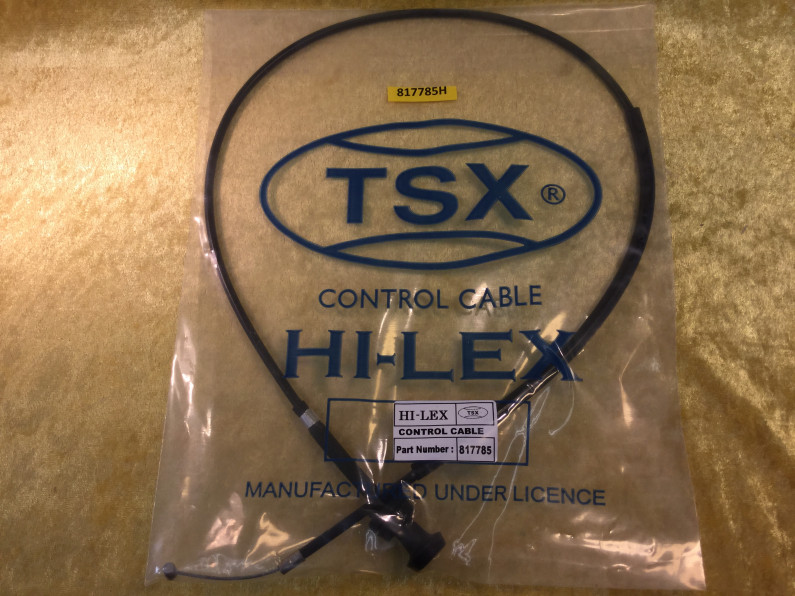 817785H
TSX ®
CONTROL CABLE
HI-LEX
HI-LEX TSX
CONTROL CABLE
Part Number : 817785
MANUFACTURED UNDER LICENCE